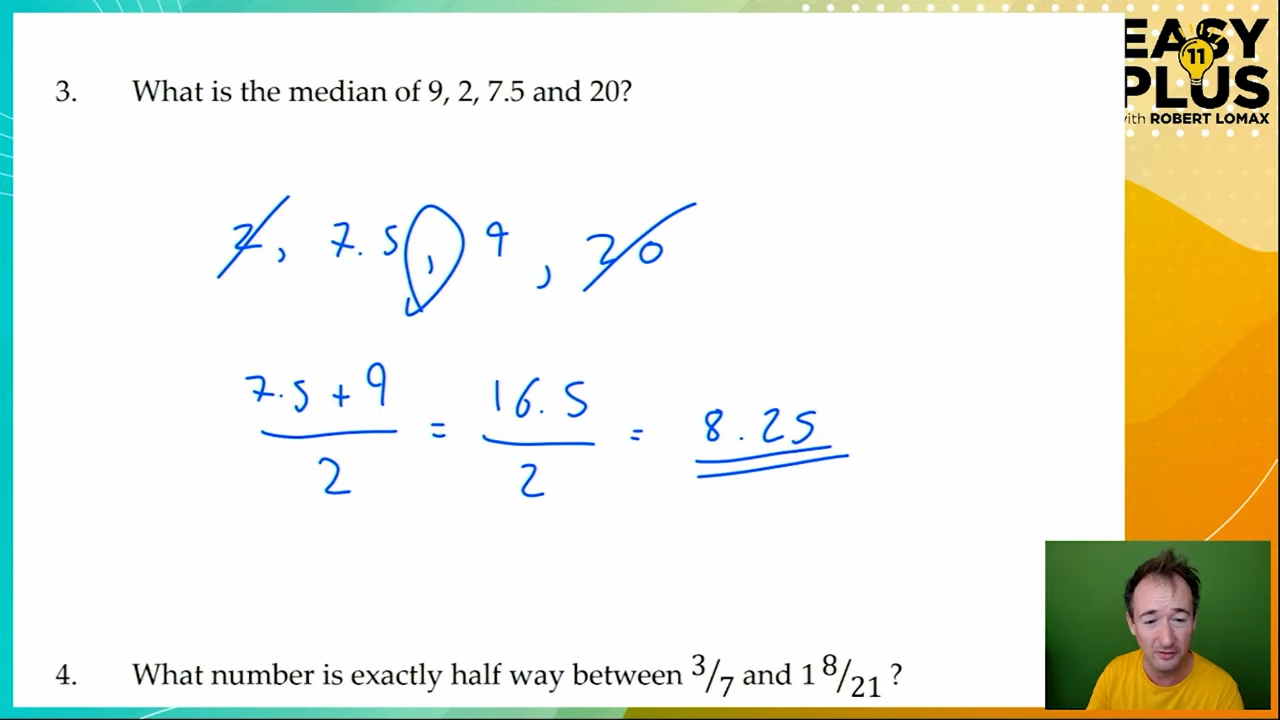 EASY
11
PLUS
with ROBERT LOMAX
3. What is the median of 9, 2, 7.5 and 20?
2, 7.5, 9, 20
7.5 + 9 / 2 = 16.5 / 2 = 8.25
4. What number is exactly half way between 3/7 and 1 8/21 ?